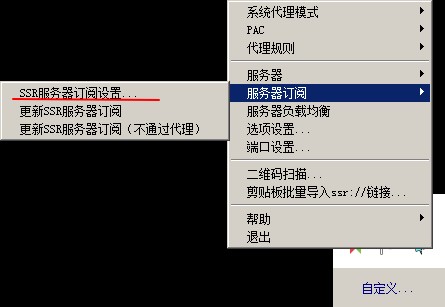 系统代理模式
PAC
代理规则
服务器
服务器订阅
服务器负载均衡
选项设置...
端口设置...
二维码扫描...
剪贴板批量导入ssr://链接...
帮助
退出
SSR服务器订阅设置...
更新SSR服务器订阅
更新SSR服务器订阅（不通过代理）
自定义...